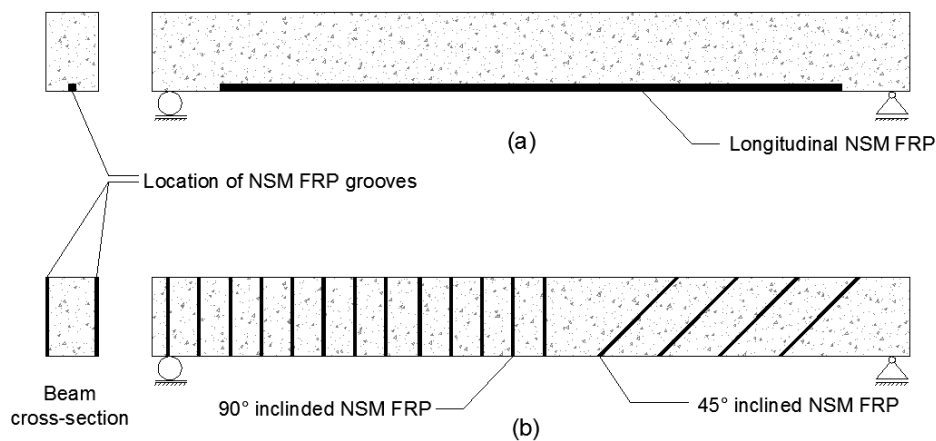 (a)
Longitudinal NSM FRP
Location of NSM FRP grooves
Beam
cross-section
90° inclinded NSM FRP
(b)
45° inclined NSM FRP